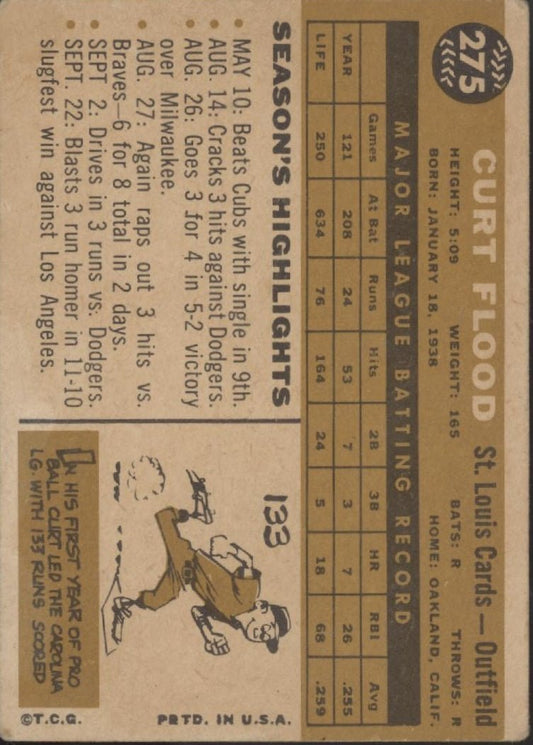 275
CURT FLOOD
St. Louis Cards — Outfield
HEIGHT: 5:09 WEIGHT: 165 BATS: R THROWS: R
BORN: JANUARY 18, 1938 HOME: OAKLAND, CALIF.
MAJOR LEAGUE BATTING RECORD
Games At Bat Runs Hits 2B 3B HR RBI Avg
YEAR 121 208 24 53 7 3 7 26 .255
LIFE 250 634 76 164 24 5 18 68 .259
SEASON'S HIGHLIGHTS
MAY 10: Beats Cubs with single in 9th.
AUG. 14: Cracks 3 hits against Dodgers.
AUG. 26: Goes 3 for 4 in 5-2 victory
over Milwaukee.
AUG. 27: Again raps out 3 hits vs.
Braves—6 for 8 total in 2 days.
SEPT. 2: Drives in 3 runs vs. Dodgers.
SEPT. 22: Blasts 3 run homer in 11-10
slugfest win against Los Angeles.
133
IN HIS FIRST YEAR OF PRO
BALL CURT LED THE CAROLINA
LG. WITH 133 RUNS SCORED
©T.C.G. PRTD. IN U.S.A.